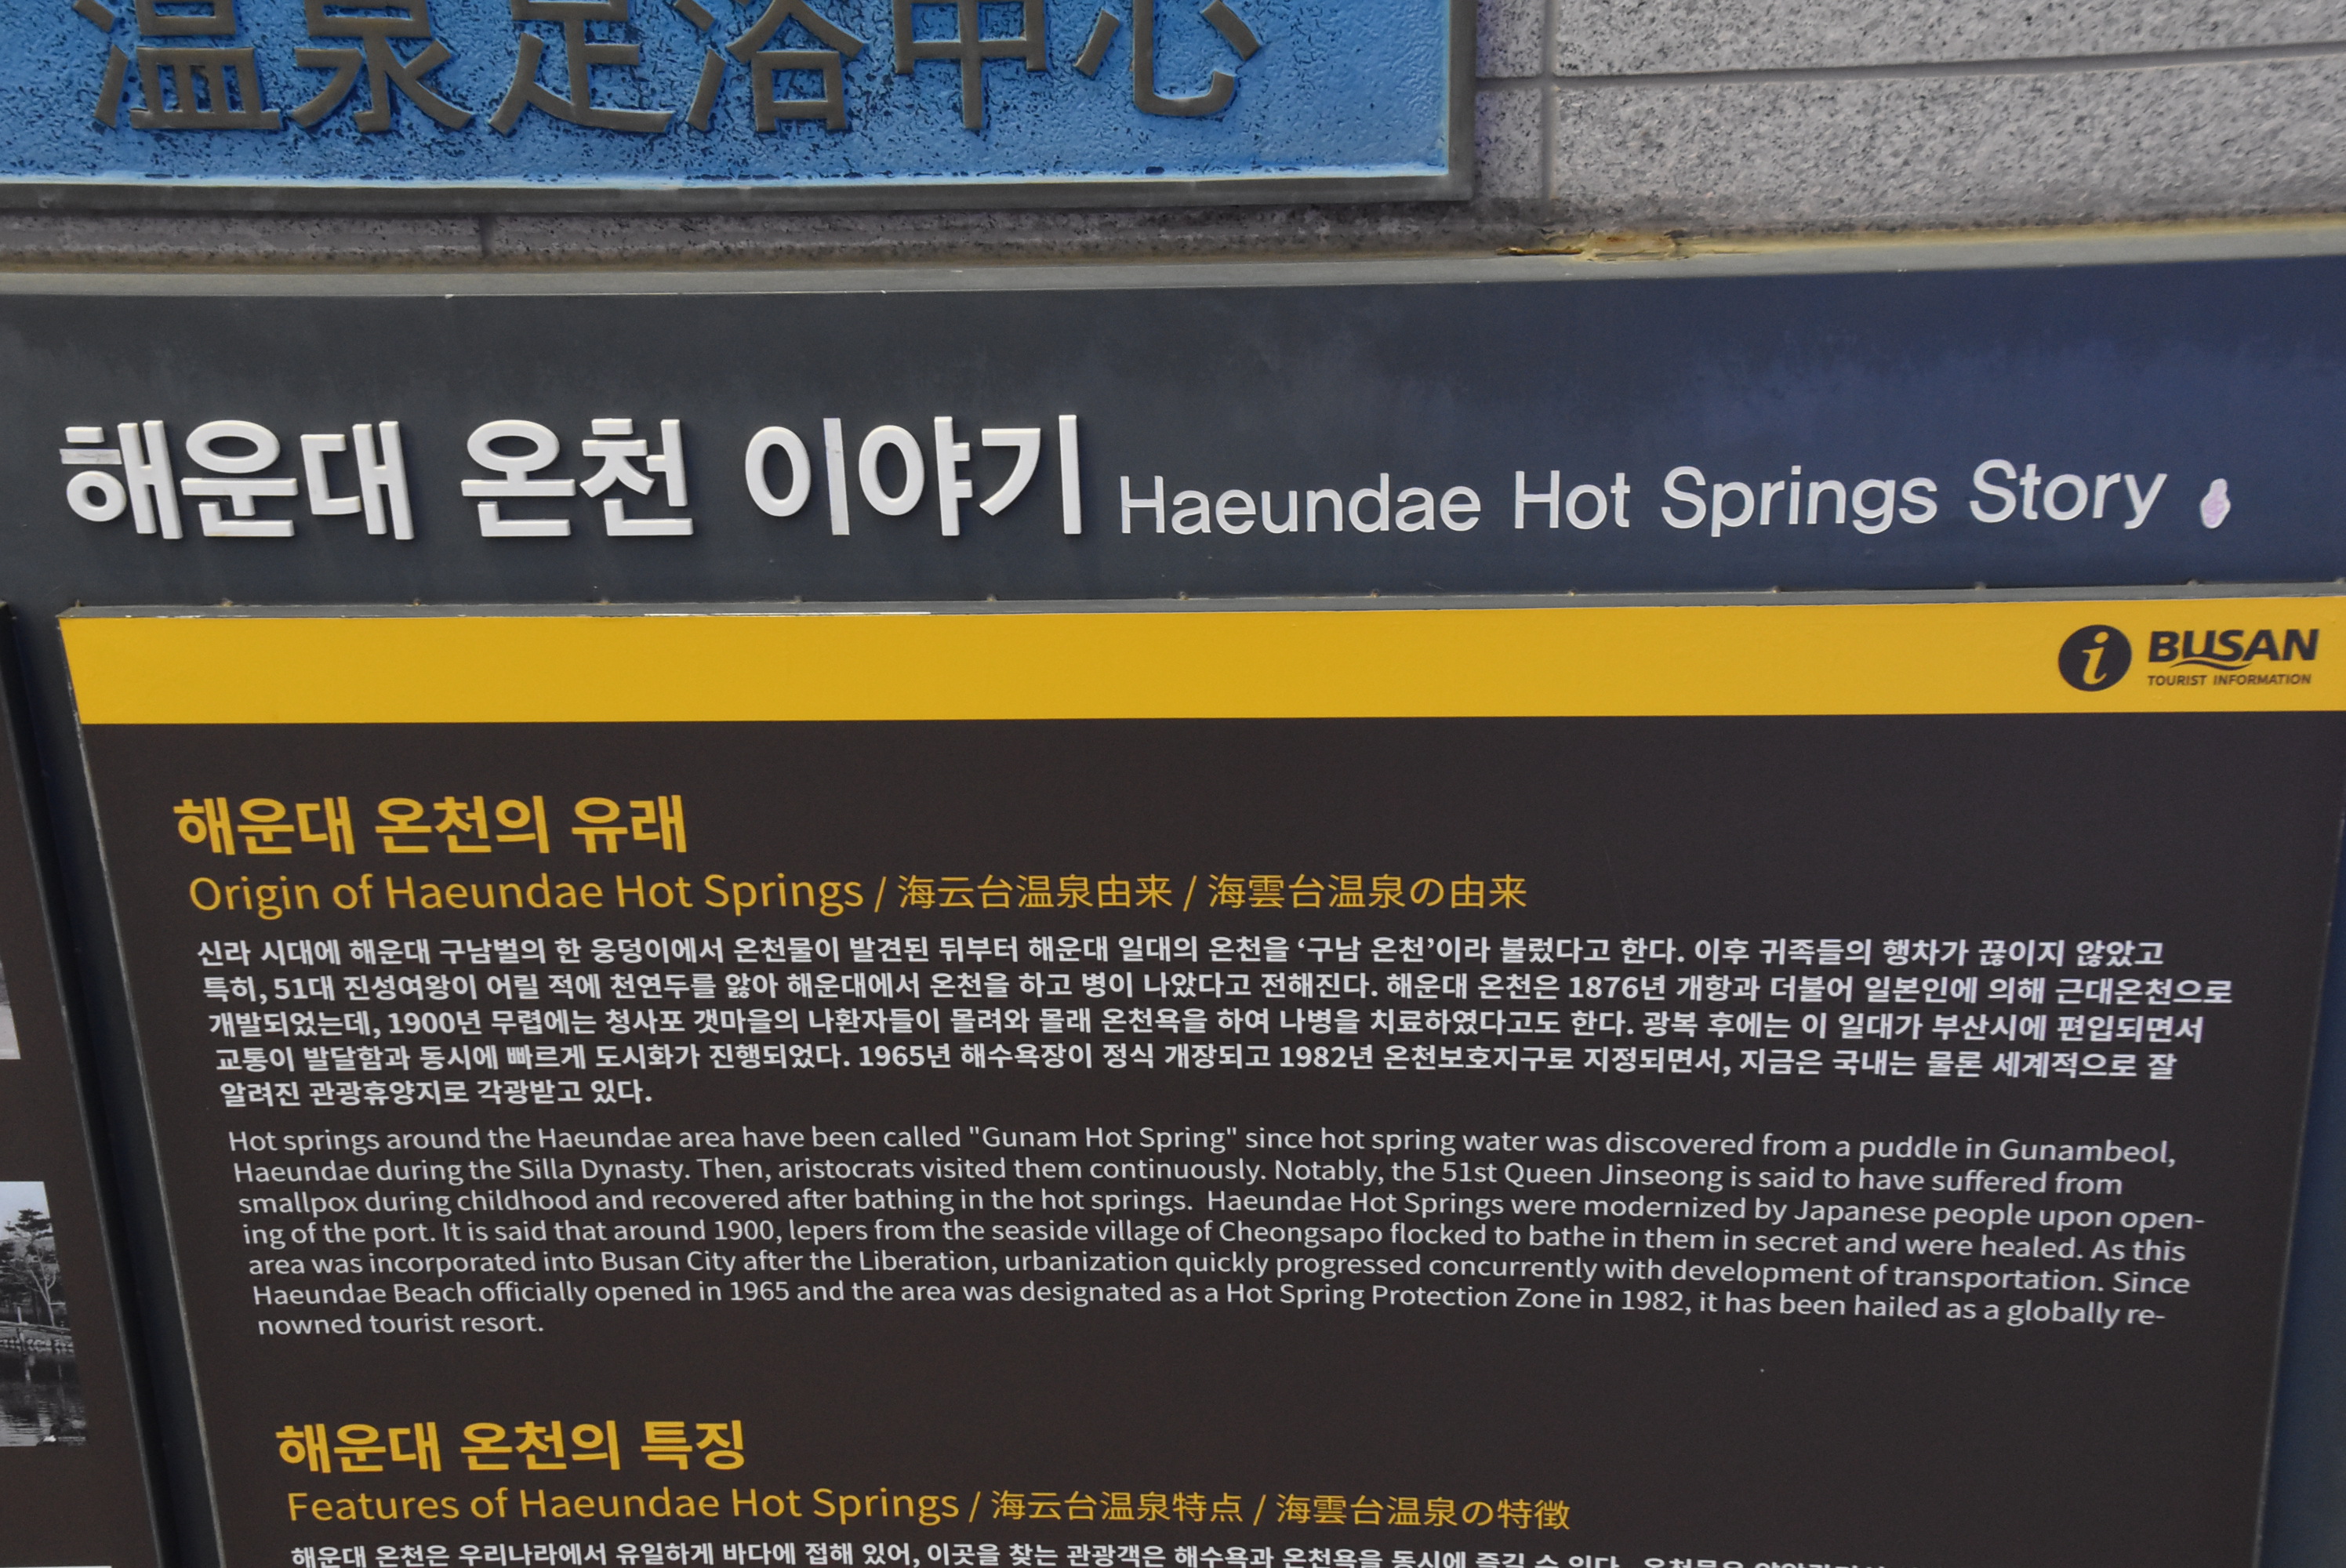 温泉足浴中心
해운대 온천 이야기 Haeundae Hot Springs Story
i BUSAN
TOURIST INFORMATION
해운대 온천의 유래
Origin of Haeundae Hot Springs / 海云台温泉由来 / 海雲台温泉の由来
신라 시대에 해운대 구남벌의 한 웅덩이에서 온천물이 발견된 뒤부터 해운대 일대의 온천을 ‘구남 온천’이라 불렀다고 한다. 이후 귀족들의 행차가 끊이지 않았고
특히, 51대 진성여왕이 어릴 적에 천연두를 앓아 해운대에서 온천을 하고 병이 나았다고 전해진다. 해운대 온천은 1876년 개항과 더불어 일본인에 의해 근대온천으로
개발되었는데, 1900년 무렵에는 청사포 갯마을의 나환자들이 몰려와 몰래 온천욕을 하여 나병을 치료하였다고도 한다. 광복 후에는 이 일대가 부산시에 편입되면서
교통이 발달함과 동시에 빠르게 도시화가 진행되었다. 1965년 해수욕장이 정식 개장되고 1982년 온천보호지구로 지정되면서, 지금은 국내는 물론 세계적으로 잘
알려진 관광휴양지로 각광받고 있다.
Hot springs around the Haeundae area have been called "Gunam Hot Spring" since hot spring water was discovered from a puddle in Gunambeol,
Haeundae during the Silla Dynasty. Then, aristocrats visited them continuously. Notably, the 51st Queen Jinseong is said to have suffered from
smallpox during childhood and recovered after bathing in the hot springs. Haeundae Hot Springs were modernized by Japanese people upon open-
ing of the port. It is said that around 1900, lepers from the seaside village of Cheongsapo flocked to bathe in them in secret and were healed. As this
area was incorporated into Busan City after the Liberation, urbanization quickly progressed concurrently with development of transportation. Since
Haeundae Beach officially opened in 1965 and the area was designated as a Hot Spring Protection Zone in 1982, it has been hailed as a globally re-
nowned tourist resort.
해운대 온천의 특징
Features of Haeundae Hot Springs / 海云台温泉特点 / 海雲台温泉の特徴
해운대 온천은 우리나라에서 유일하게 바다에 접해 있어, 이곳을 찾는 관광객은 해수욕과 온천욕을 동시에 즐길 수 있다.